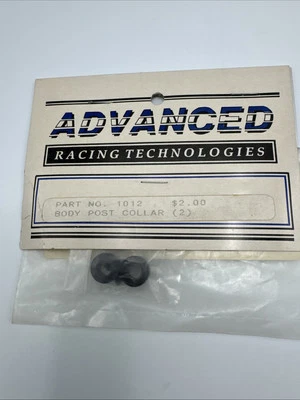 ADVANCED
RACING TECHNOLOGIES
PART NO. 1012 $2.00
BODY POST COLLAR (2)